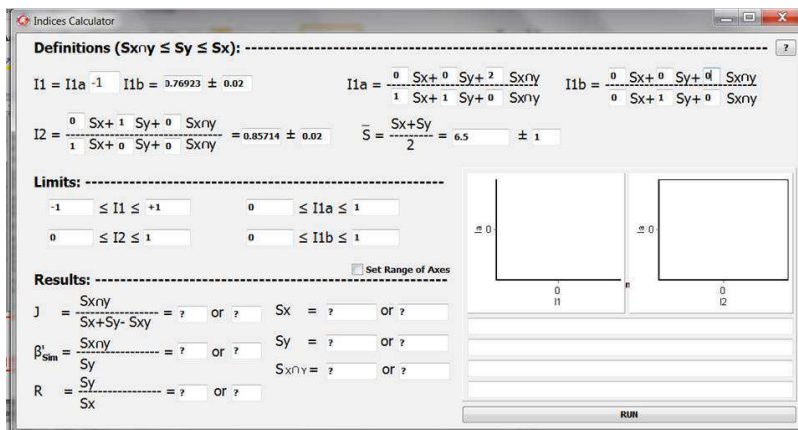 Indices Calculator
Definitions (Sx∩y ≤ Sy ≤ Sx): ------------------------------------------------------------ ?
I1 = I1a -1 I1b = 0.76923 ± 0.02
I1a = 0 Sx+ 0 Sy+ 2 Sx∩y
1 Sx+ 1 Sy+ 0 Sx∩y
I1b = 0 Sx+ 0 Sy+ 0 Sx∩y
0 Sx+ 1 Sy+ 0 Sx∩y
I2 = 0 Sx+ 1 Sy+ 0 Sx∩y
1 Sx+ 0 Sy+ 0 Sx∩y
= 0.85714 ± 0.02
S̅ = Sx+Sy
2
= 6.5 ± 1
Limits: --------------------------------------------
-1 ≤ I1 ≤ +1 0 ≤ I1a ≤ 1
0 ≤ I2 ≤ 1 0 ≤ I1b ≤ 1
Set Range of Axes
Results: --------------------------------------------
J = Sx∩y
Sx+Sy- Sxy
= ? or ?
Sx = ? or ?
β'Sim = Sx∩y
Sy
= ? or ?
Sy = ? or ?
R = Sy
Sx
= ? or ?
Sx∩Y = ? or ?
I1a 0
0
I1
I1a 0
0
I2
RUN